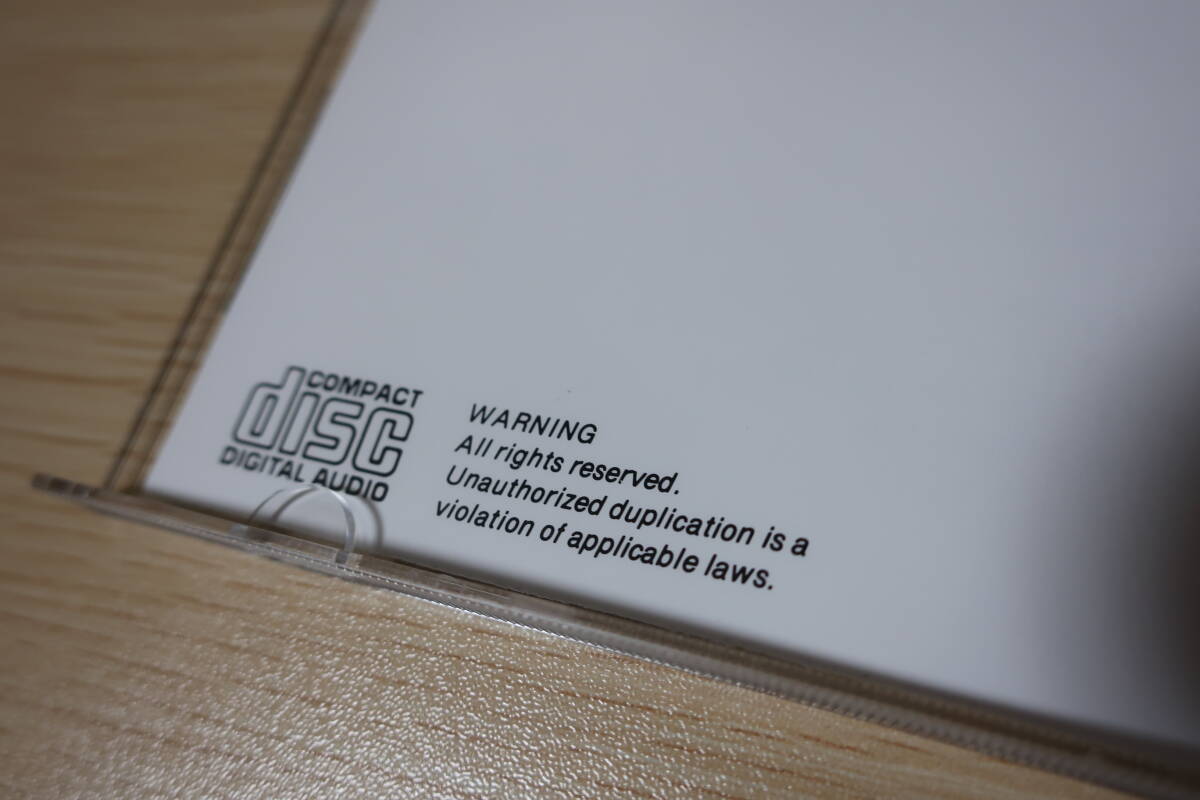 COMPACT
disc
DIGITAL AUDIO
WARNING
All rights reserved.
Unauthorized duplication is a
violation of applicable laws.